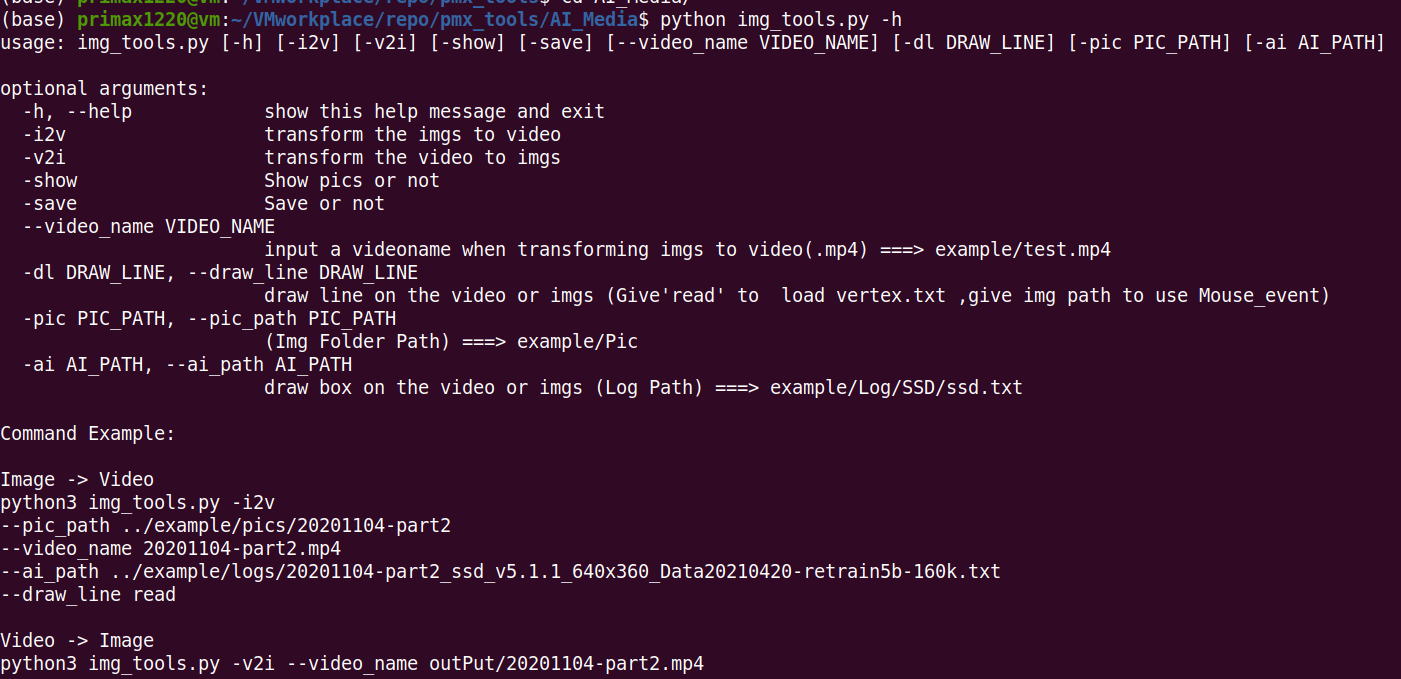 (base) primax1220@vm:~/VMworkplace/repo/pmx_tools$ cd AI_Media/
(base) primax1220@vm:~/VMworkplace/repo/pmx_tools/AI_Media$ python img_tools.py -h
usage: img_tools.py [-h] [-i2v] [-v2i] [-show] [-save] [--video_name VIDEO_NAME] [-dl DRAW_LINE] [-pic PIC_PATH] [-ai AI_PATH]

optional arguments:
  -h, --help            show this help message and exit
  -i2v                  transform the imgs to video
  -v2i                  transform the video to imgs
  -show                 Show pics or not
  -save                 Save or not
  --video_name VIDEO_NAME
                        input a videoname when transforming imgs to video(.mp4) ===> example/test.mp4
  -dl DRAW_LINE, --draw_line DRAW_LINE
                        draw line on the video or imgs (Give'read' to  load vertex.txt ,give img path to use Mouse_event)
  -pic PIC_PATH, --pic_path PIC_PATH
                        (Img Folder Path) ===> example/Pic
  -ai AI_PATH, --ai_path AI_PATH
                        draw box on the video or imgs (Log Path) ===> example/Log/SSD/ssd.txt

Command Example:

Image -> Video
python3 img_tools.py -i2v
--pic_path ../example/pics/20201104-part2
--video_name 20201104-part2.mp4
--ai_path ../example/logs/20201104-part2_ssd_v5.1.1_640x360_Data20210420-retrain5b-160k.txt
--draw_line read

Video -> Image
python3 img_tools.py -v2i --video_name outPut/20201104-part2.mp4